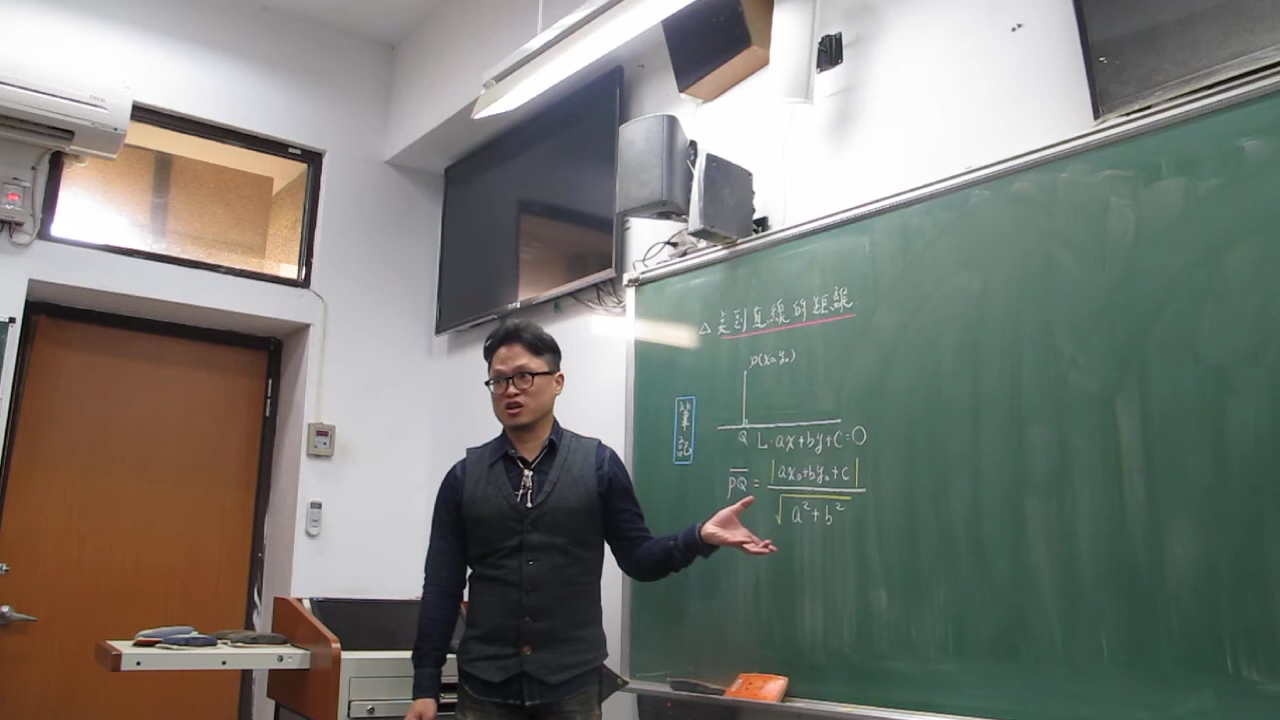 △ 點到直線的距離
P(x₀, y₀)
筆記
Q L: ax+by+c=0
PQ = |ax₀+by₀+c|
√a²+b²